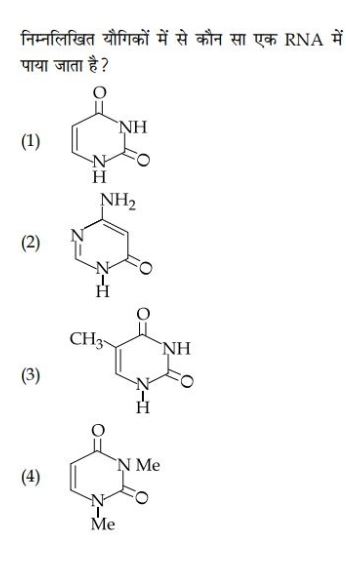 निम्नलिखित यौगिकों में से कौन सा एक RNA में
पाया जाता है?
(1)
O
NH
N
H
O
(2)
NH₂
N
N
H
O
(3)
O
CH₃
NH
N
H
O
(4)
O
N Me
N
Me
O